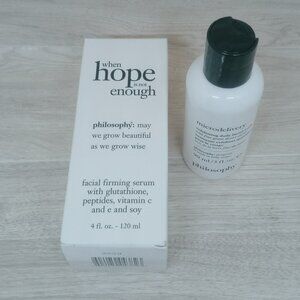 when
hope
is not
enough
philosophy: may
we grow beautiful
as we grow wise
facial firming serum
with glutathione,
peptides, vitamin c
and e and soy
4 fl. oz. - 120 ml
microdelivery
philosophy